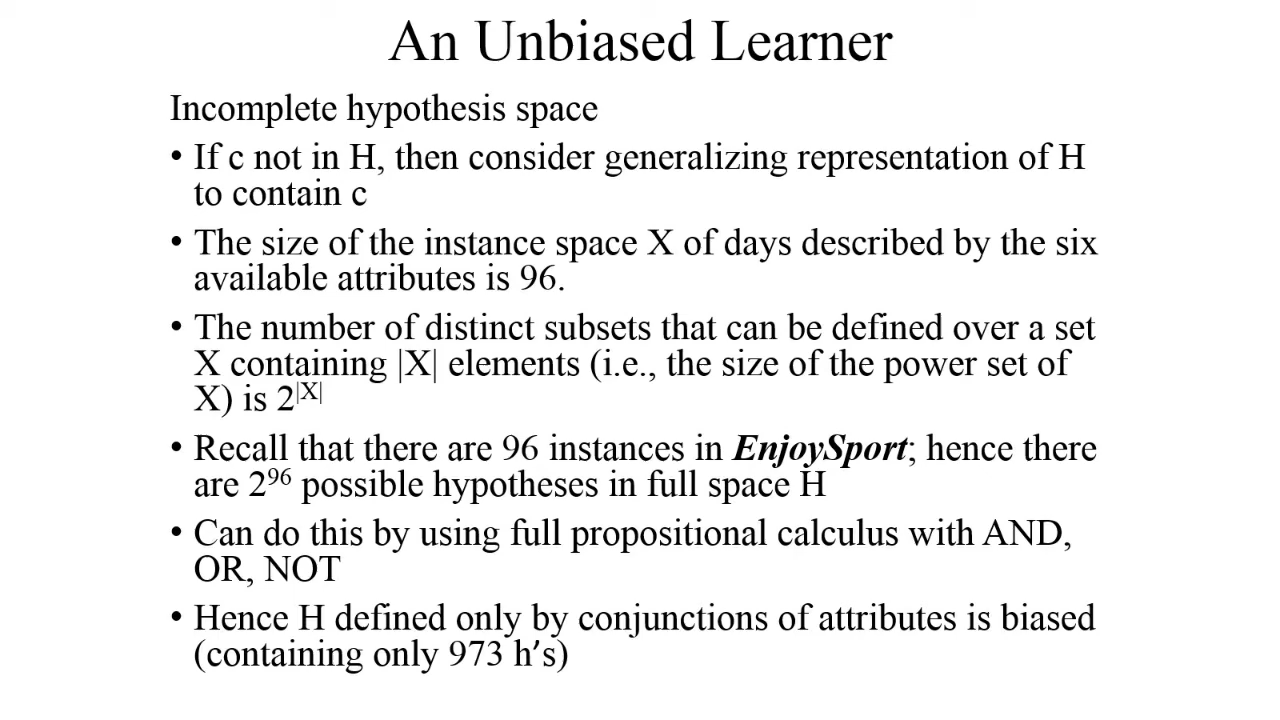 An Unbiased Learner
Incomplete hypothesis space
• If c not in H, then consider generalizing representation of H
to contain c
• The size of the instance space X of days described by the six
available attributes is 96.
• The number of distinct subsets that can be defined over a set
X containing |X| elements (i.e., the size of the power set of
X) is 2^|X|
• Recall that there are 96 instances in EnjoySport; hence there
are 2^96 possible hypotheses in full space H
• Can do this by using full propositional calculus with AND,
OR, NOT
• Hence H defined only by conjunctions of attributes is biased
(containing only 973 h’s)